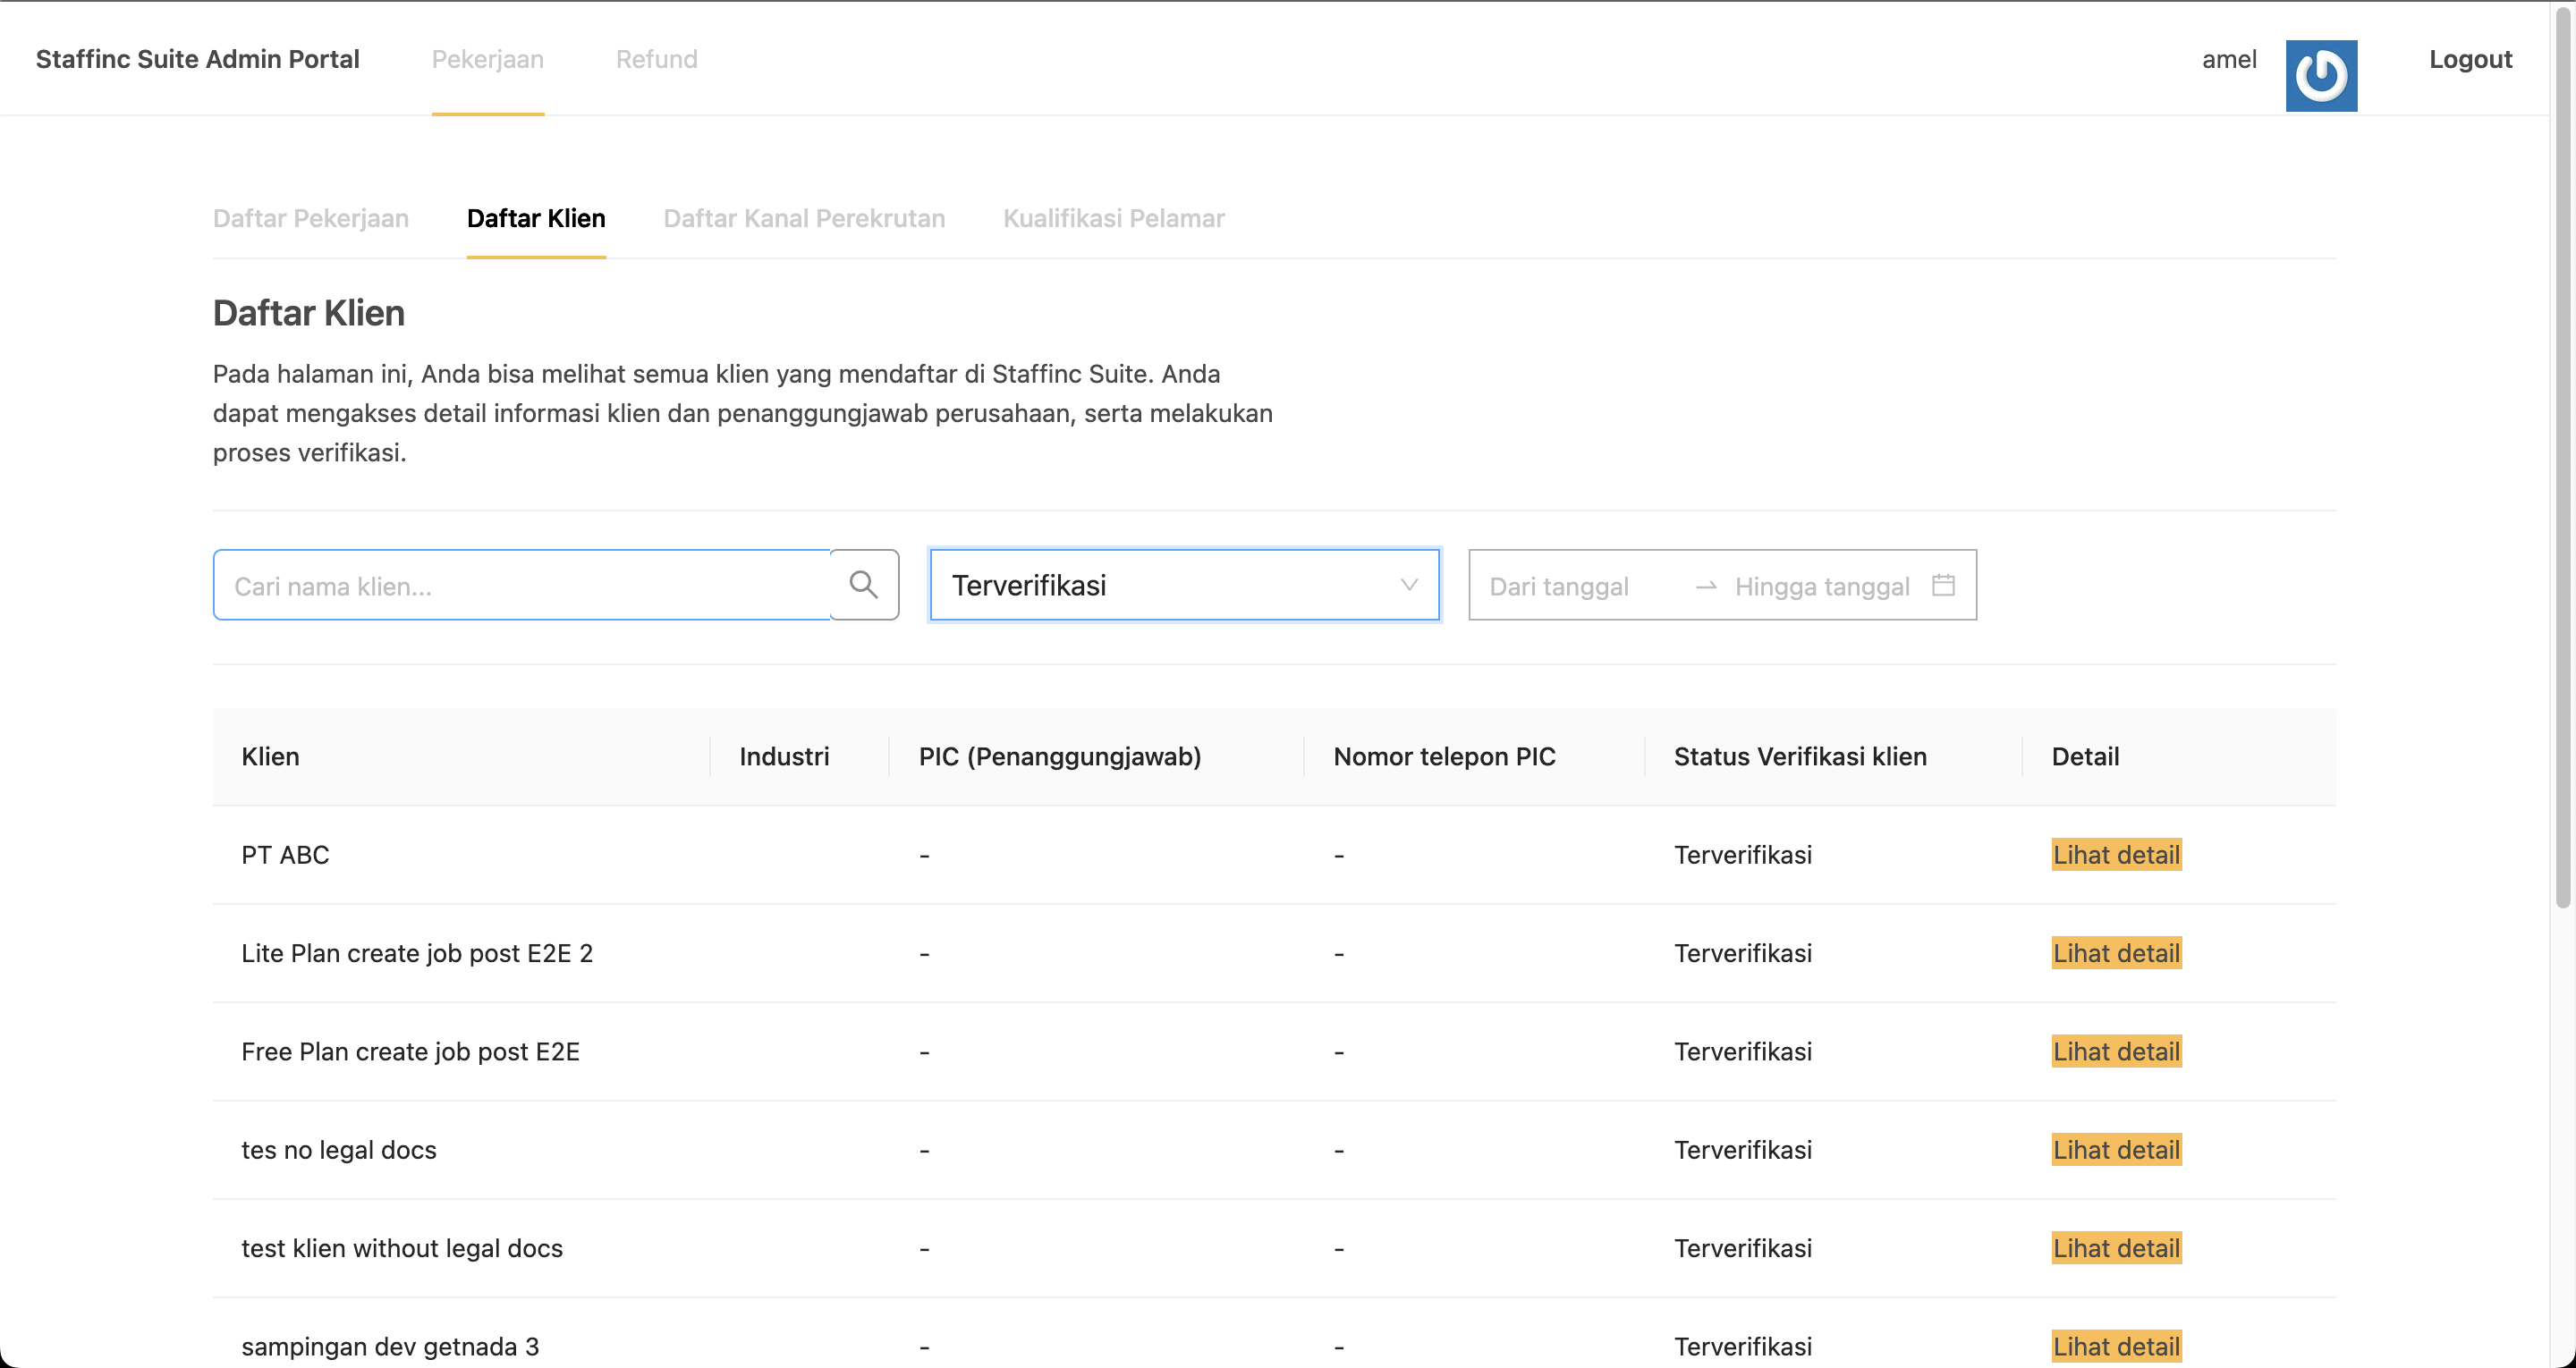 Staffinc Suite Admin Portal Pekerjaan Refund amel Logout
Daftar Pekerjaan Daftar Klien Daftar Kanal Perekrutan Kualifikasi Pelamar
Daftar Klien
Pada halaman ini, Anda bisa melihat semua klien yang mendaftar di Staffinc Suite. Anda
dapat mengakses detail informasi klien dan penanggungjawab perusahaan, serta melakukan
proses verifikasi.
Cari nama klien... Terverifikasi Dari tanggal → Hingga tanggal
Klien Industri PIC (Penanggungjawab) Nomor telepon PIC Status Verifikasi klien Detail
PT ABC - - Terverifikasi Lihat detail
Lite Plan create job post E2E 2 - - Terverifikasi Lihat detail
Free Plan create job post E2E - - Terverifikasi Lihat detail
tes no legal docs - - Terverifikasi Lihat detail
test klien without legal docs - - Terverifikasi Lihat detail
sampingan dev getnada 3 - - Terverifikasi Lihat detail